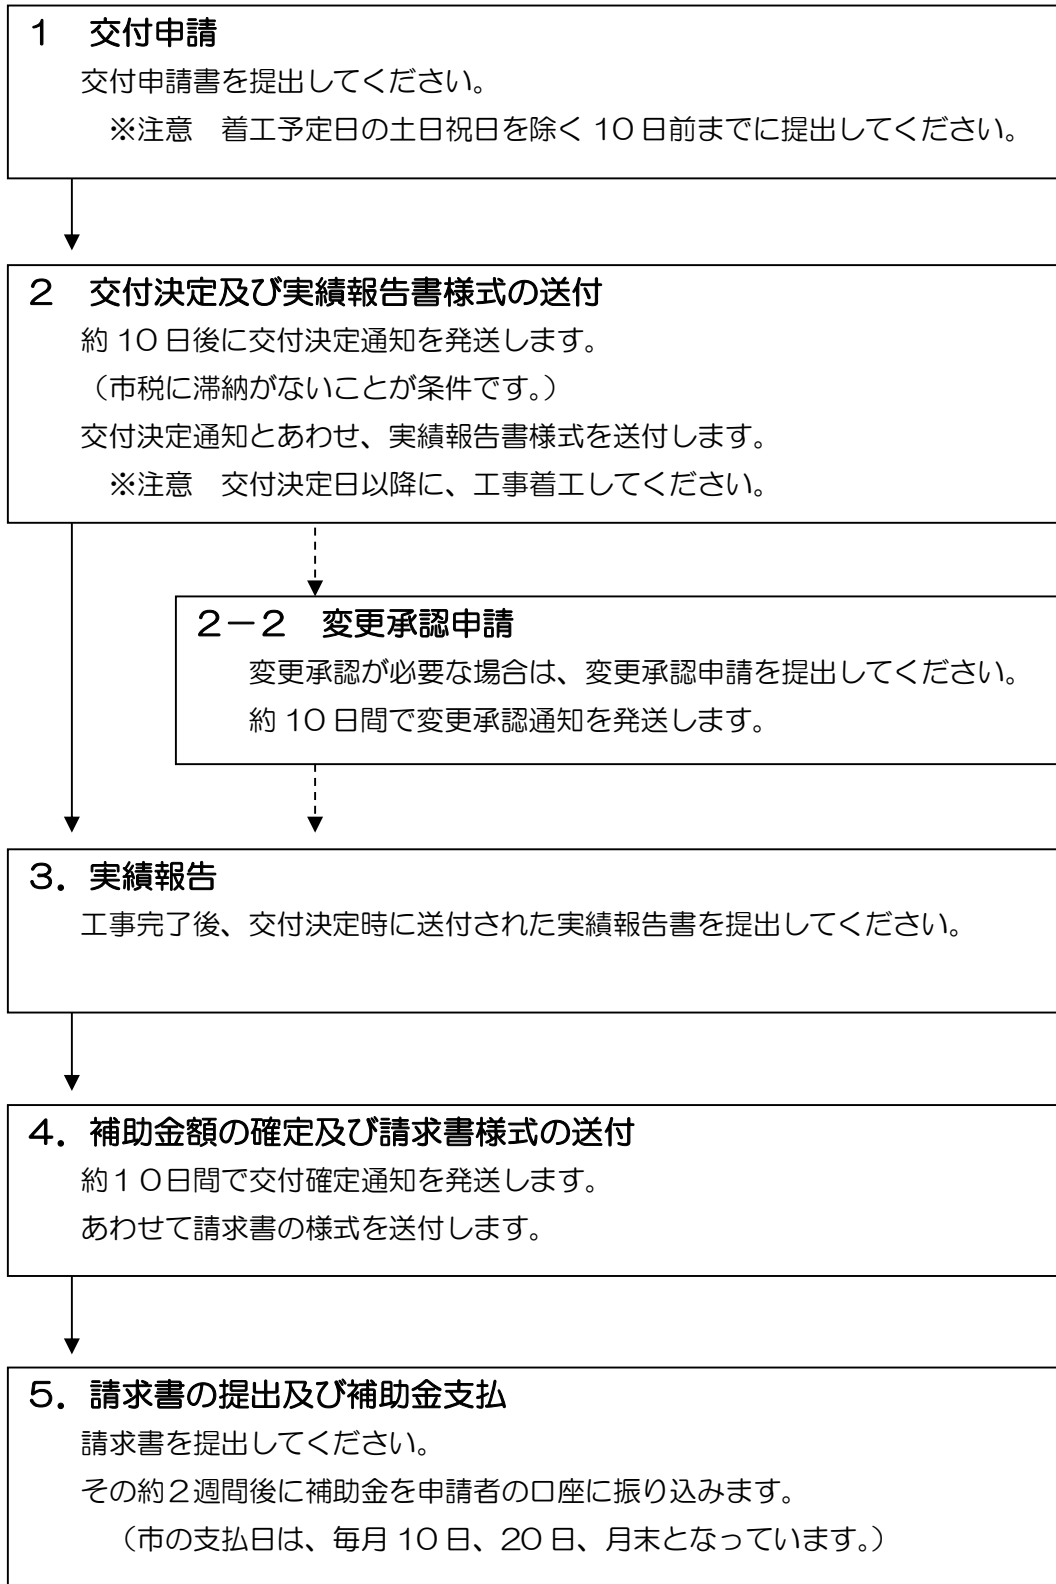 １　交付申請
交付申請書を提出してください。
※注意　着工予定日の土日祝日を除く 10 日前までに提出してください。
２　交付決定及び実績報告書様式の送付
約 10 日後に交付決定通知を発送します。
（市税に滞納がないことが条件です。）
交付決定通知とあわせ、実績報告書様式を送付します。
※注意　交付決定日以降に、工事着工してください。
２－２　変更承認申請
変更承認が必要な場合は、変更承認申請を提出してください。
約 10 日間で変更承認通知を発送します。
３．実績報告
工事完了後、交付決定時に送付された実績報告書を提出してください。
４．補助金額の確定及び請求書様式の送付
約１０日間で交付確定通知を発送します。
あわせて請求書の様式を送付します。
５．請求書の提出及び補助金支払
請求書を提出してください。
その約２週間後に補助金を申請者の口座に振り込みます。
（市の支払日は、毎月 10 日、20 日、月末となっています。）